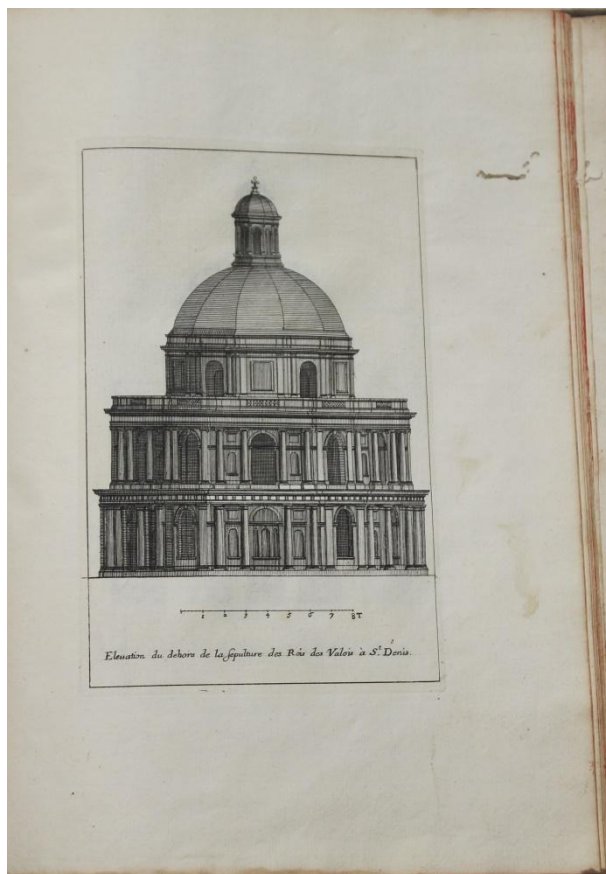 1 2 3 4 5 6 7 8T
Eleuation du dehors de la sepulture des Rois des Valois à St. Denis.